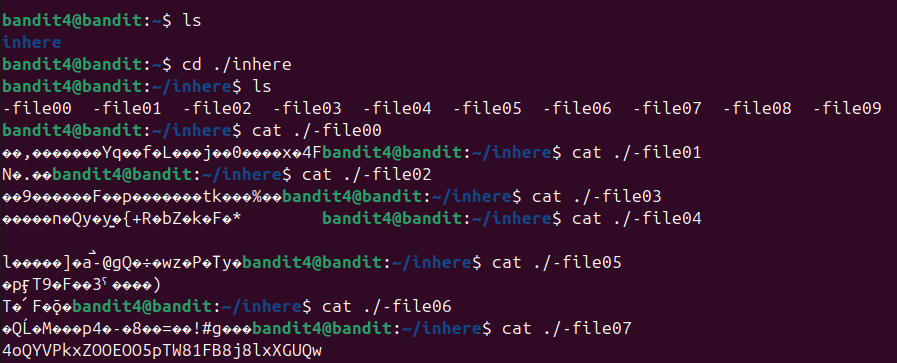 bandit4@bandit:~$ ls
inhere
bandit4@bandit:~$ cd ./inhere
bandit4@bandit:~/inhere$ ls
-file00  -file01  -file02  -file03  -file04  -file05  -file06  -file07  -file08  -file09
bandit4@bandit:~/inhere$ cat ./-file00
��,�������Yq��f�L���j��0����x�4Fbandit4@bandit:~/inhere$ cat ./-file01
N�.��bandit4@bandit:~/inhere$ cat ./-file02
��9������F��p�������tk���%��bandit4@bandit:~/inhere$ cat ./-file03
�����n�Qy�y�{+R�bZ�k�F�*        bandit4@bandit:~/inhere$ cat ./-file04
l�����]�-@gQ�÷�wz�P�Ty�bandit4@bandit:~/inhere$ cat ./-file05
T9�F��3 ����)
T� F� �bandit4@bandit:~/inhere$ cat ./-file06
�QĹ�M���p4�-�8��=��!#g���bandit4@bandit:~/inhere$ cat ./-file07
4oQYVPkxZOOEOO5pTW81FB8j8lxXGUQw